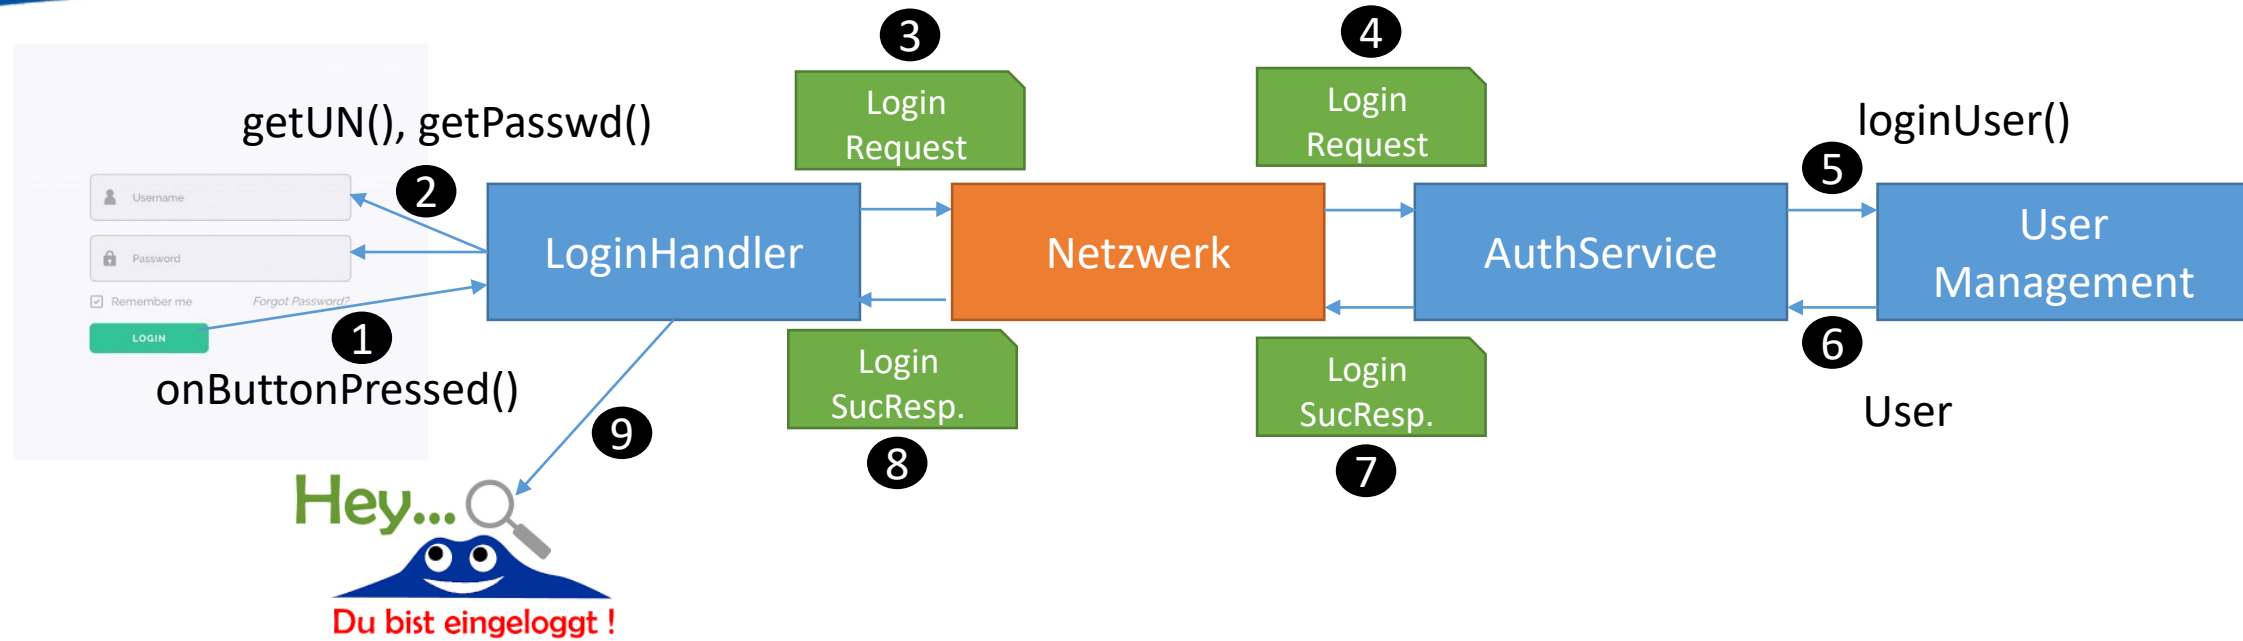 3
4
Login
Request
Login
Request
getUN(), getPasswd()
loginUser()
2
5
Username
LoginHandler
Netzwerk
AuthService
User
Management
Password
Remember me
Forgot Password?
LOGIN
1
6
onButtonPressed()
Login
SucResp.
Login
SucResp.
User
9
8
7
Hey...
Du bist eingeloggt !